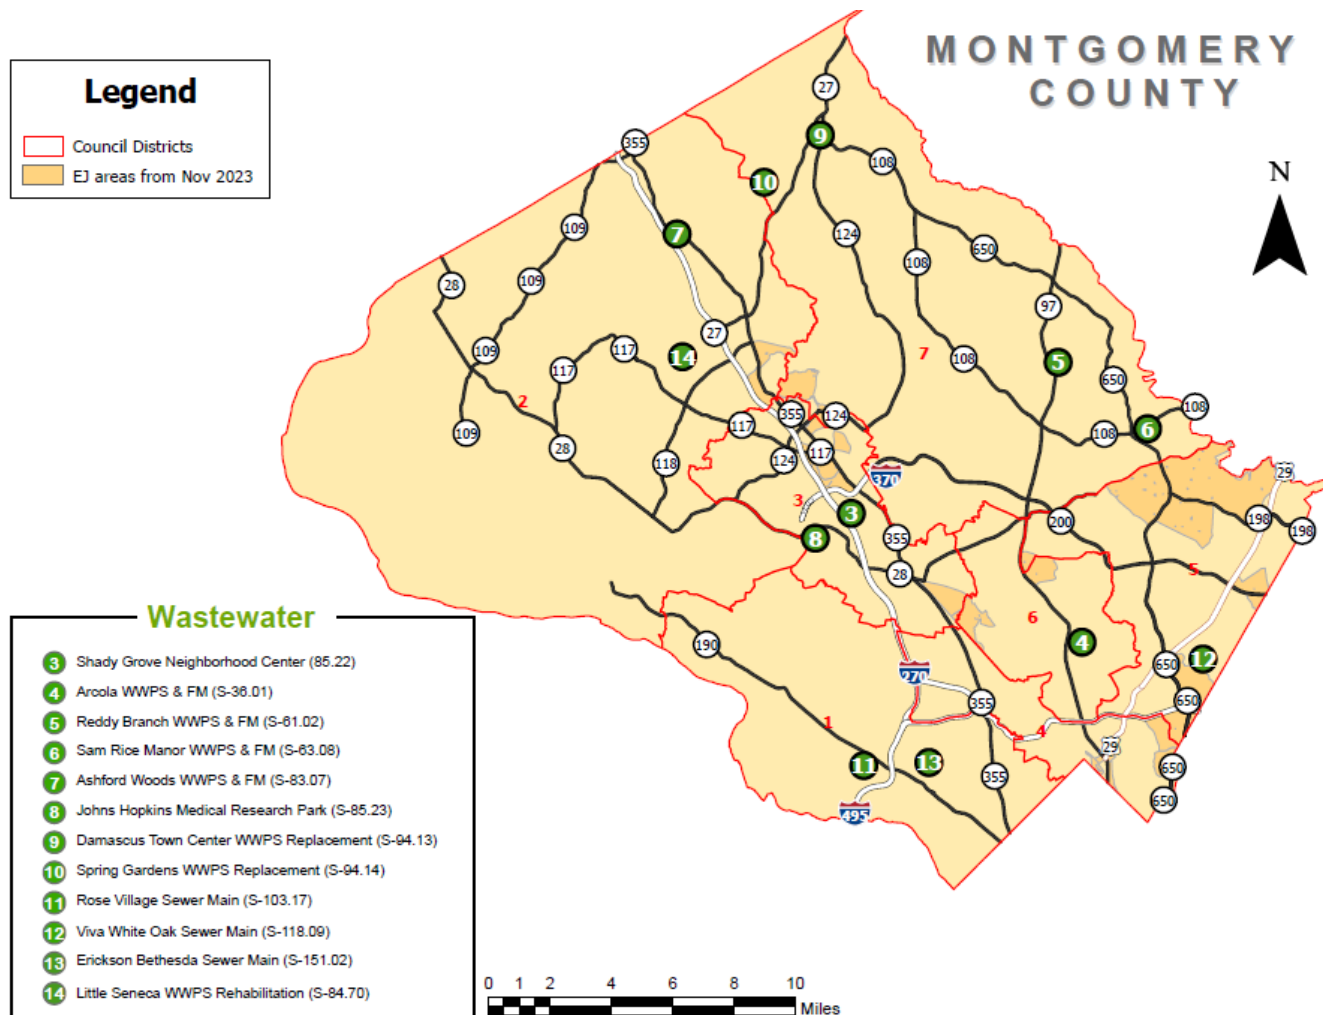 MONTGOMERY
COUNTY
Legend
Council Districts
EJ areas from Nov 2023
N
27
9
355
108
10
109
7
124
650
108
28
109
97
27
109
117
14
7
108
5
117
650
2
355
124
108
109
117
117
108
6
28
118
124
370
29
3
3
200
198
198
8
355
28
5
6
4
190
650
12
270
355
650
1
4
29
11
13
355
650
495
650
Wastewater
3 Shady Grove Neighborhood Center (85.22)
4 Arcola WWPS & FM (S-36.01)
5 Reddy Branch WWPS & FM (S-61.02)
6 Sam Rice Manor WWPS & FM (S-63.08)
7 Ashford Woods WWPS & FM (S-83.07)
8 Johns Hopkins Medical Research Park (S-85.23)
9 Damascus Town Center WWPS Replacement (S-94.13)
10 Spring Gardens WWPS Replacement (S-94.14)
11 Rose Village Sewer Main (S-103.17)
12 Viva White Oak Sewer Main (S-118.09)
13 Erickson Bethesda Sewer Main (S-151.02)
14 Little Seneca WWPS Rehabilitation (S-84.70)
0 1 2 4 6 8 10
Miles